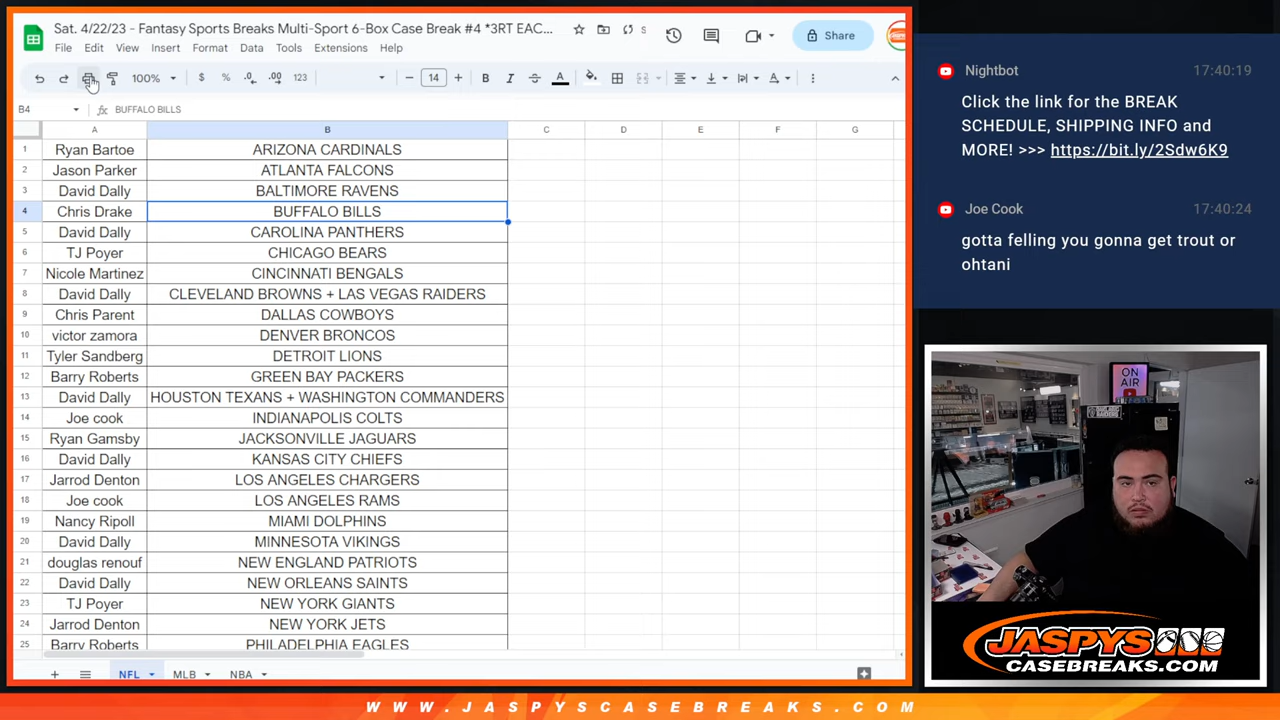 Sat. 4/22/23 - Fantasy Sports Breaks Multi-Sport 6-Box Case Break #4 *3RT EAC...
File Edit View Insert Format Data Tools Extensions Help
Share
100% $ % .0 .00 123 14 B I A
B4 fx BUFFALO BILLS
A B C D E F G
1 Ryan Bartoe ARIZONA CARDINALS
2 Jason Parker ATLANTA FALCONS
3 David Dally BALTIMORE RAVENS
4 Chris Drake BUFFALO BILLS
5 David Dally CAROLINA PANTHERS
6 TJ Poyer CHICAGO BEARS
7 Nicole Martinez CINCINNATI BENGALS
8 David Dally CLEVELAND BROWNS + LAS VEGAS RAIDERS
9 Chris Parent DALLAS COWBOYS
10 victor zamora DENVER BRONCOS
11 Tyler Sandberg DETROIT LIONS
12 Barry Roberts GREEN BAY PACKERS
13 David Dally HOUSTON TEXANS + WASHINGTON COMMANDERS
14 Joe cook INDIANAPOLIS COLTS
15 Ryan Gamsby JACKSONVILLE JAGUARS
16 David Dally KANSAS CITY CHIEFS
17 Jarrod Denton LOS ANGELES CHARGERS
18 Joe cook LOS ANGELES RAMS
19 Nancy Ripoll MIAMI DOLPHINS
20 David Dally MINNESOTA VIKINGS
21 douglas renouf NEW ENGLAND PATRIOTS
22 David Dally NEW ORLEANS SAINTS
23 TJ Poyer NEW YORK GIANTS
24 Jarrod Denton NEW YORK JETS
25 Barry Roberts PHILADELPHIA EAGLES
NFL MLB NBA
Nightbot 17:40:19
Click the link for the BREAK
SCHEDULE, SHIPPING INFO and
MORE! >>> https://bit.ly/2Sdw6K9
Joe Cook 17:40:24
gotta felling you gonna get trout or
ohtani
ON
AIR
JASPYS
CASEBREAKS.COM
WWW.JASPYSCASEBREAKS.COM